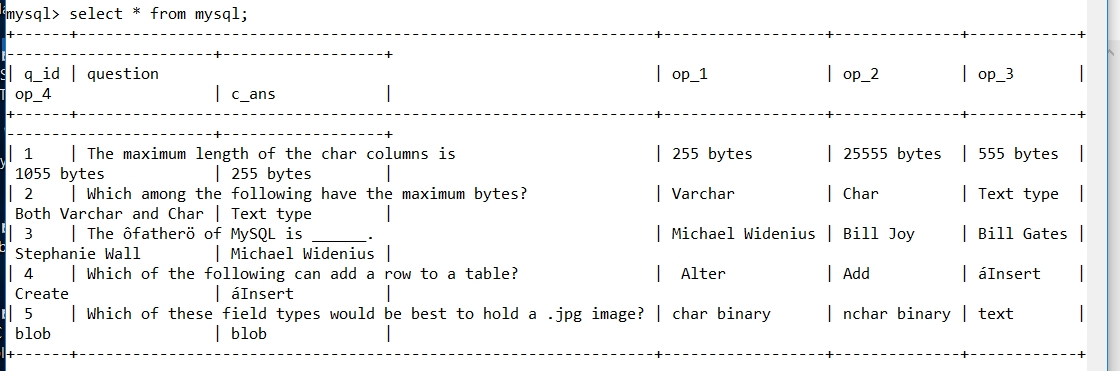 mysql> select * from mysql;
+------+----------------------------------------------------------------+------------------+--------------+------------+
-----------------------+------------------+
| q_id | question | op_1 | op_2 | op_3 |
op_4 | c_ans |
+------+----------------------------------------------------------------+------------------+--------------+------------+
-----------------------+------------------+
| 1 | The maximum length of the char columns is | 255 bytes | 25555 bytes | 555 bytes |
1055 bytes | 255 bytes |
| 2 | Which among the following have the maximum bytes? | Varchar | Char | Text type |
Both Varchar and Char | Text type |
| 3 | The ôfatherö of MySQL is ______. | Michael Widenius | Bill Joy | Bill Gates |
Stephanie Wall | Michael Widenius |
| 4 | Which of the following can add a row to a table? | Alter | Add | áInsert |
Create | áInsert |
| 5 | Which of these field types would be best to hold a .jpg image? | char binary | nchar binary | text |
blob | blob |
+------+----------------------------------------------------------------+------------------+--------------+------------+